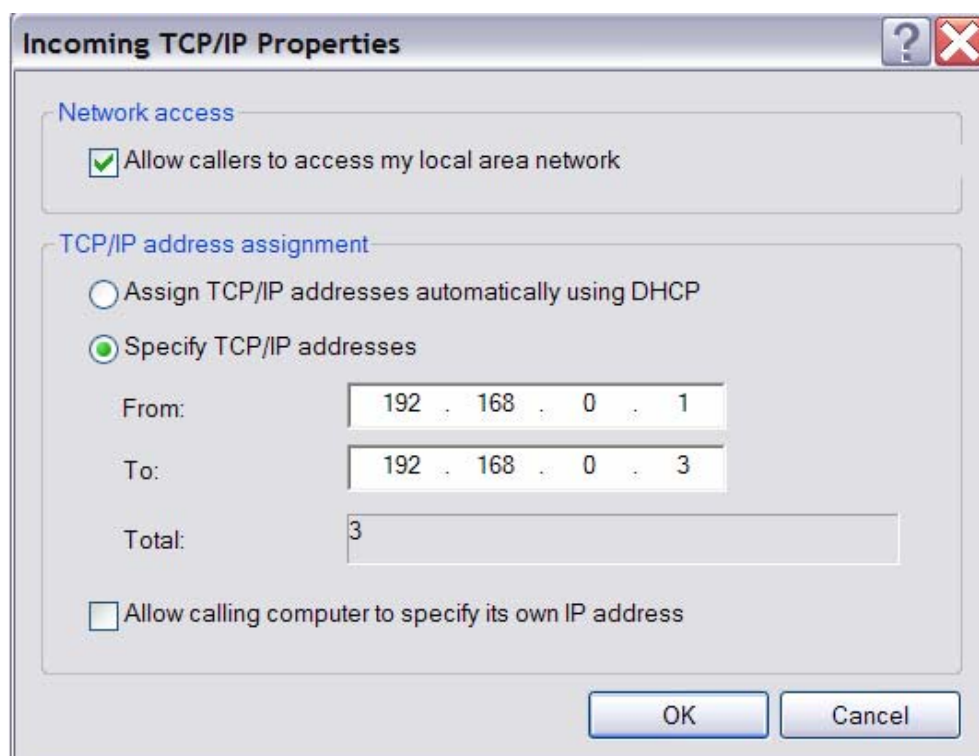 Incoming TCP/IP Properties
Network access
Allow callers to access my local area network
TCP/IP address assignment
Assign TCP/IP addresses automatically using DHCP
Specify TCP/IP addresses
From: 192 . 168 . 0 . 1
To: 192 . 168 . 0 . 3
Total: 3
Allow calling computer to specify its own IP address
OK Cancel